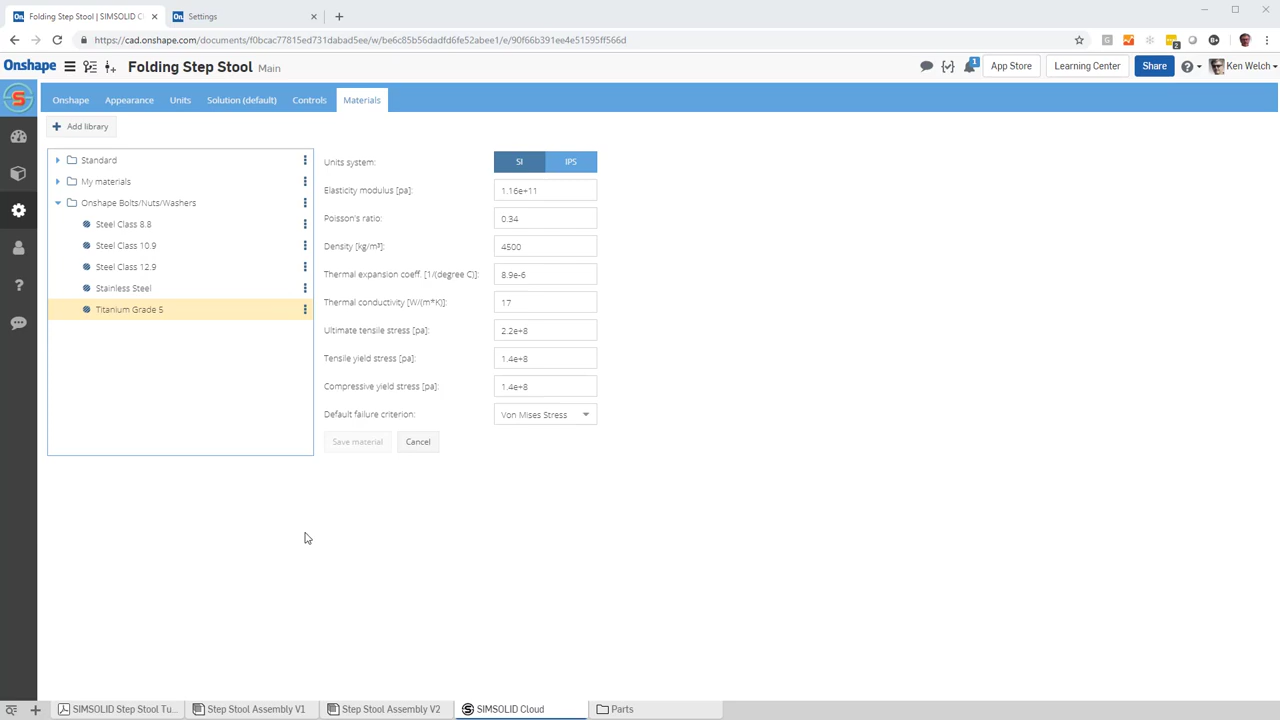 Folding Step Stool | SIMSOLID Cl
Settings
https://cad.onshape.com/documents/f0bcac77815ed731dabad5ee/w/be6c85b56dadfd6fe52abee1/e/90f66b391ee4e51595ff566d
2
Onshape
Folding Step Stool
Main
1
App Store
Learning Center
Share
Ken Welch
Onshape
Appearance
Units
Solution (default)
Controls
Materials
Add library
Standard
My materials
Onshape Bolts/Nuts/Washers
Steel Class 8.8
Steel Class 10.9
Steel Class 12.9
Stainless Steel
Titanium Grade 5
Units system:
SI
IPS
Elasticity modulus [pa]:
1.16e+11
Poisson's ratio:
0.34
Density [kg/m³]:
4500
Thermal expansion coeff. [1/(degree C)]:
8.9e-6
Thermal conductivity [W/(m*K)]:
17
Ultimate tensile stress [pa]:
2.2e+8
Tensile yield stress [pa]:
1.4e+8
Compressive yield stress [pa]:
1.4e+8
Default failure criterion:
Von Mises Stress
Save material
Cancel
SIMSOLID Step Stool Tu...
Step Stool Assembly V1
Step Stool Assembly V2
SIMSOLID Cloud
Parts